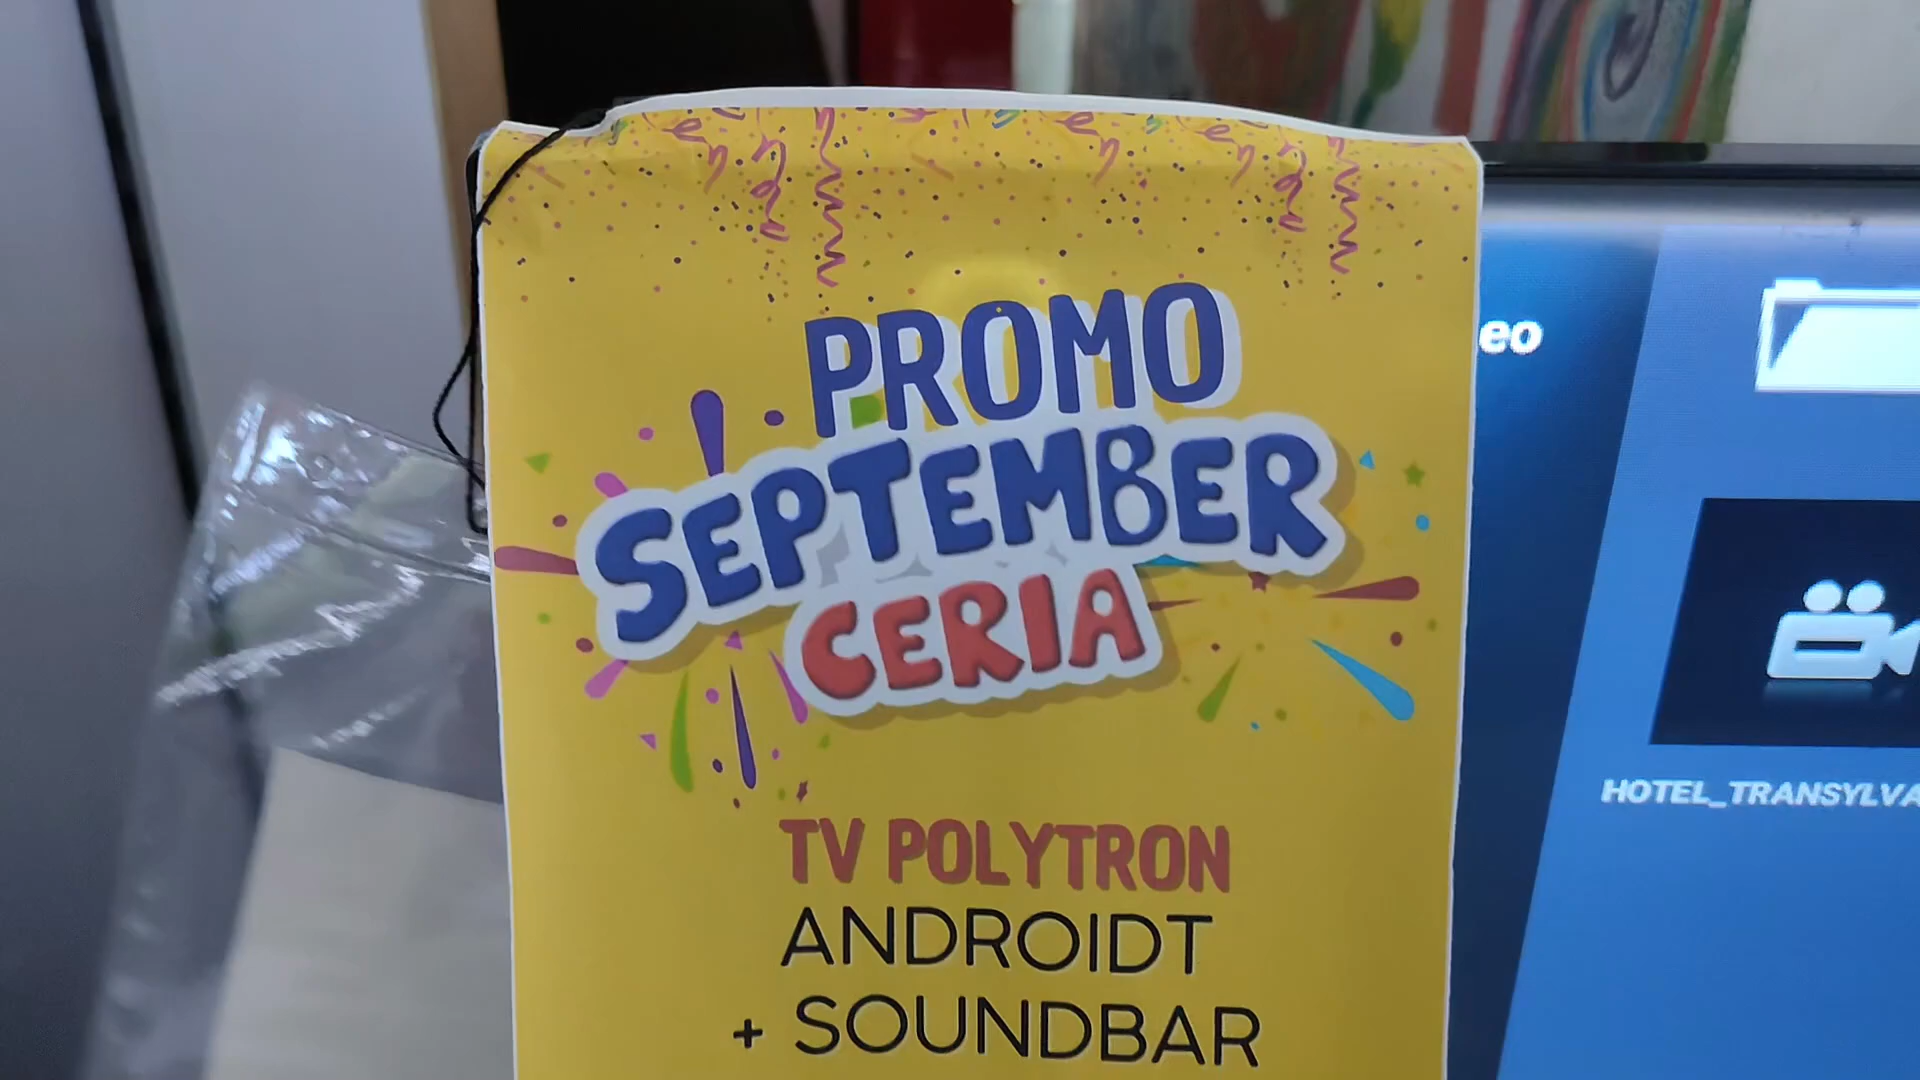 PROMO
SEPTEMBER
CERIA
TV POLYTRON
ANDROIDT
+ SOUNDBAR
eo
HOTEL_TRANSYLVA